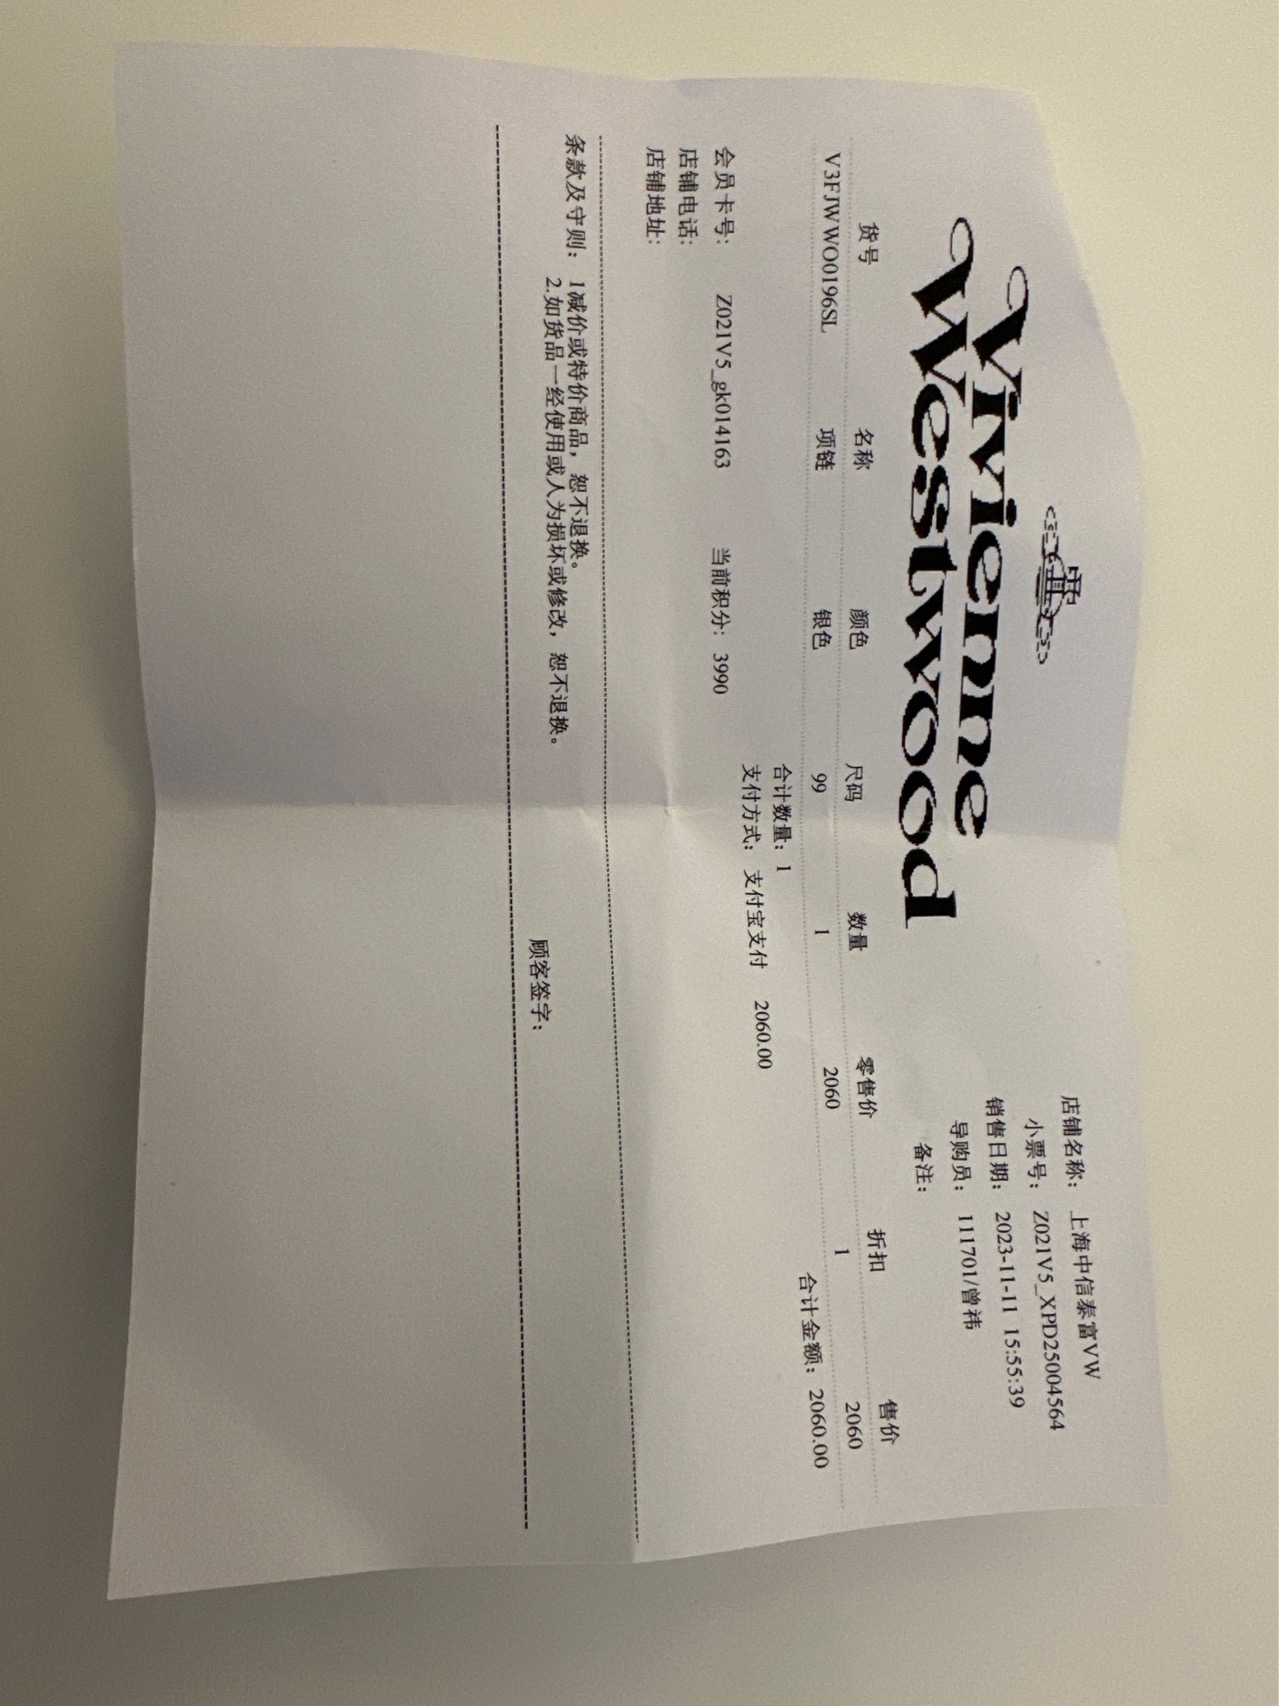 Vivienne
Westwood
店铺名称： 上海中信泰富VW
小票号： Z021V5_XPD25004564
销售日期： 2023-11-11 15:55:39
导购员： 111701/曾祎
备注：
货号 名称 颜色 尺码 数量 零售价 折扣 售价
V3FJWWO0196SL 项链 银色 99 1 2060 1 2060
合计数量：1 合计金额：2060.00
支付方式： 支付宝支付 2060.00
会员卡号： Z021V5_gk014163 当前积分： 3990
店铺电话：
店铺地址：
条款及守则： 1减价或特价商品，恕不退换。
2.如货品一经使用或人为损坏或修改，恕不退换。
顾客签字：